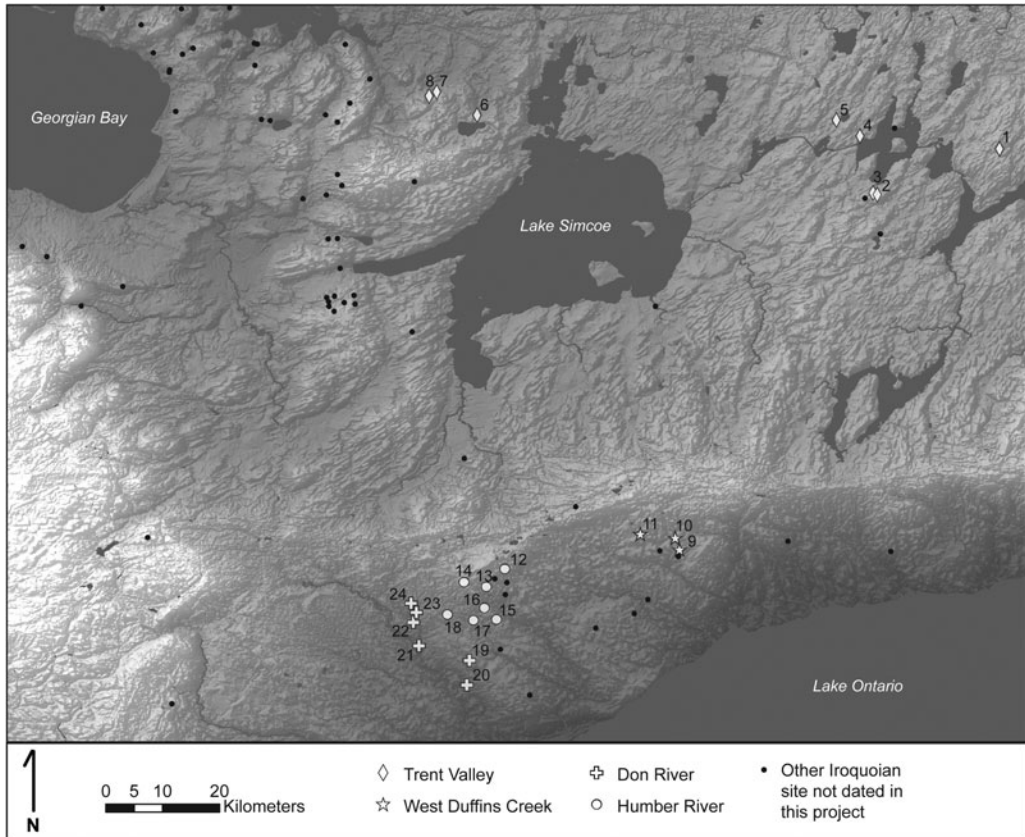 Georgian Bay
8 7
6
5
4
1
3
2
Lake Simcoe
11
10
9
12
14
13
24
23
16
15
22
18
17
19
21
20
Lake Ontario
N
0 5 10 20
Kilometers
Trent Valley
West Duffins Creek
Don River
Humber River
Other Iroquoian
site not dated in
this project